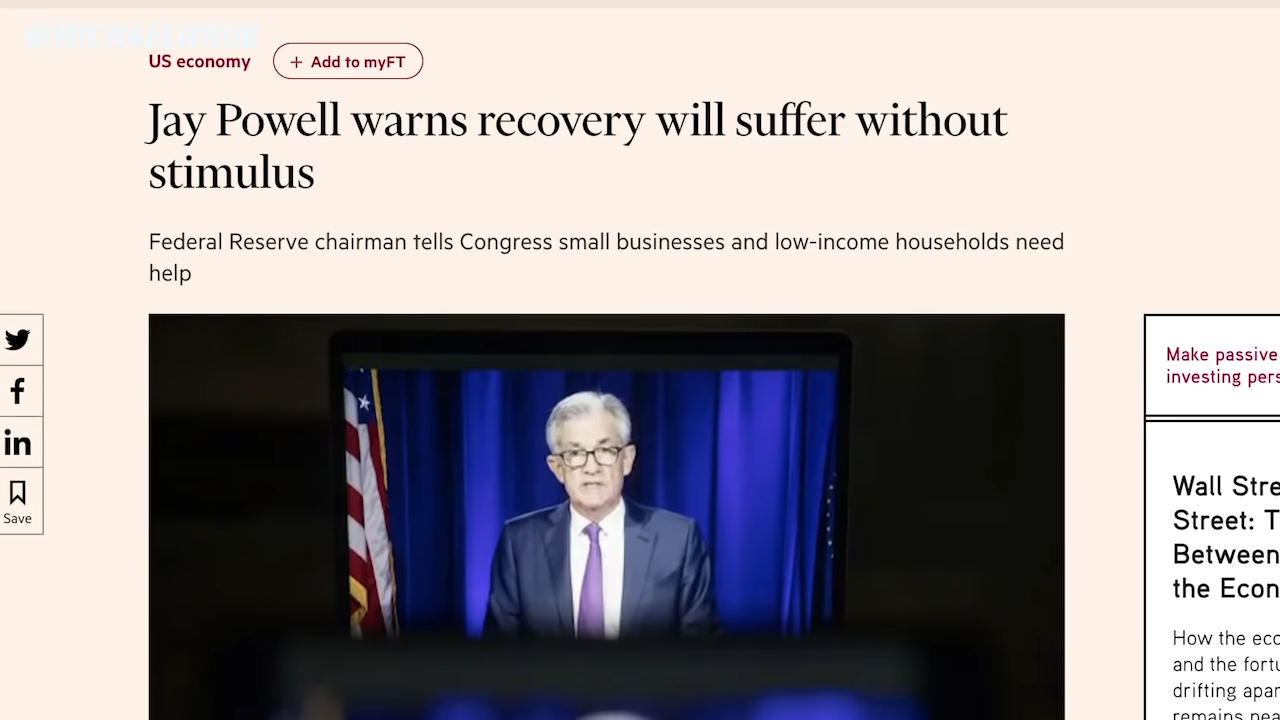 US economy
+ Add to myFT
Jay Powell warns recovery will suffer without
stimulus
Federal Reserve chairman tells Congress small businesses and low-income households need
help
Save
Make passive
investing pers
Wall Stre
Street: T
Between
the Econ
How the eco
and the fortu
drifting apar
remains nea